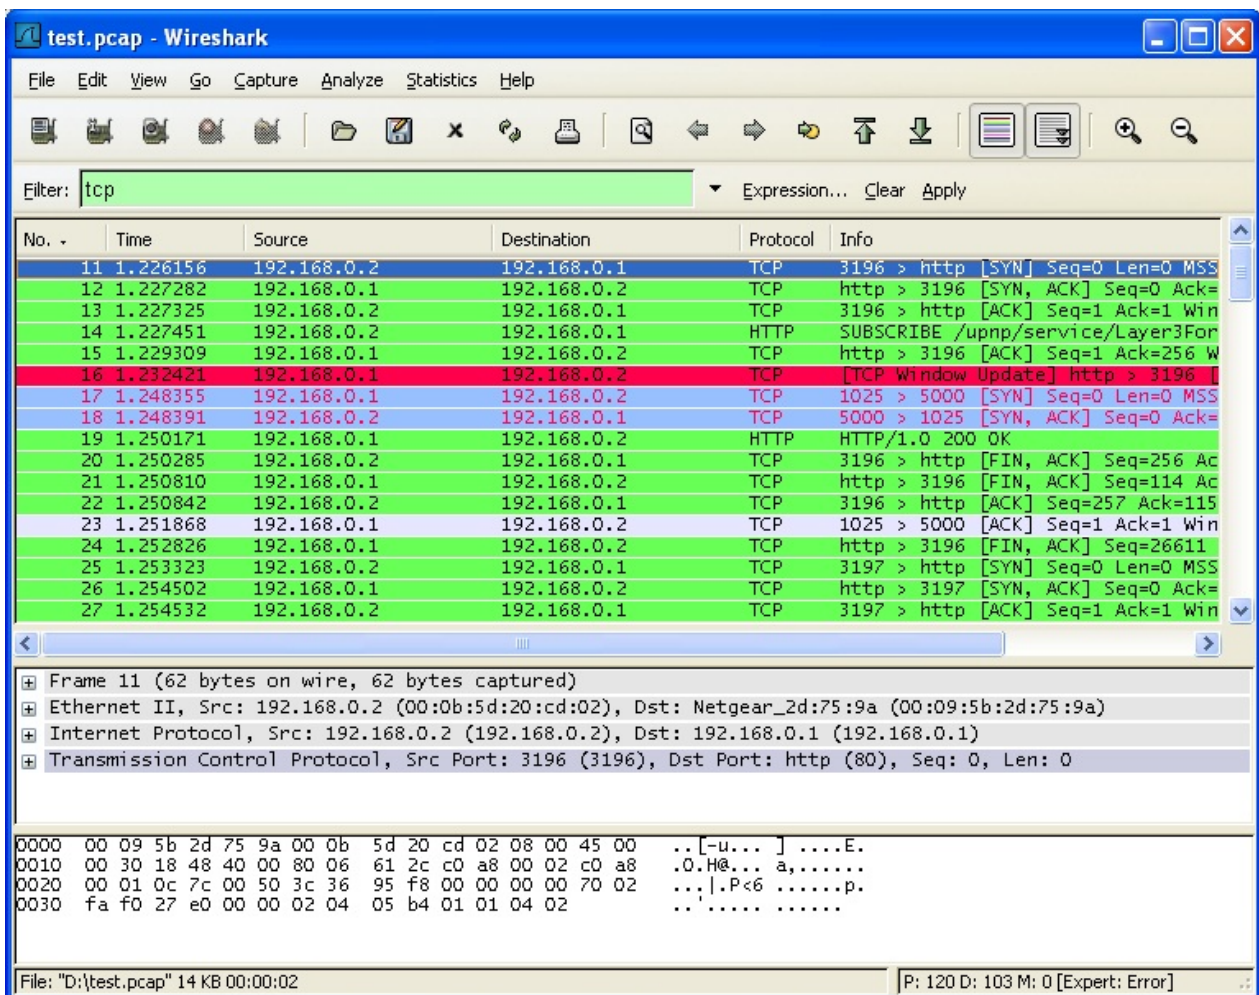 test.pcap - Wireshark
File Edit View Go Capture Analyze Statistics Help
Filter: tcp Expression... Clear Apply
No. Time Source Destination Protocol Info
11 1.226156 192.168.0.2 192.168.0.1 TCP 3196 > http [SYN] Seq=0 Len=0 MSS
12 1.227282 192.168.0.1 192.168.0.2 TCP http > 3196 [SYN, ACK] Seq=0 Ack=
13 1.227325 192.168.0.2 192.168.0.1 TCP 3196 > http [ACK] Seq=1 Ack=1 Win
14 1.227451 192.168.0.2 192.168.0.1 HTTP SUBSCRIBE /upnp/service/Layer3For
15 1.229309 192.168.0.1 192.168.0.2 TCP http > 3196 [ACK] Seq=1 Ack=256 W
16 1.232421 192.168.0.1 192.168.0.2 TCP [TCP Window Update] http > 3196 [
17 1.248355 192.168.0.1 192.168.0.2 TCP 1025 > 5000 [SYN] Seq=0 Len=0 MSS
18 1.248391 192.168.0.2 192.168.0.1 TCP 5000 > 1025 [SYN, ACK] Seq=0 Ack=
19 1.250171 192.168.0.1 192.168.0.2 HTTP HTTP/1.0 200 OK
20 1.250285 192.168.0.2 192.168.0.1 TCP 3196 > http [FIN, ACK] Seq=256 Ac
21 1.250810 192.168.0.1 192.168.0.2 TCP http > 3196 [FIN, ACK] Seq=114 Ac
22 1.250842 192.168.0.2 192.168.0.1 TCP 3196 > http [ACK] Seq=257 Ack=115
23 1.251868 192.168.0.1 192.168.0.2 TCP 1025 > 5000 [ACK] Seq=1 Ack=1 Win
24 1.252826 192.168.0.1 192.168.0.2 TCP http > 3196 [FIN, ACK] Seq=26611
25 1.253323 192.168.0.2 192.168.0.1 TCP 3197 > http [SYN] Seq=0 Len=0 MSS
26 1.254502 192.168.0.1 192.168.0.2 TCP http > 3197 [SYN, ACK] Seq=0 Ack=
27 1.254532 192.168.0.2 192.168.0.1 TCP 3197 > http [ACK] Seq=1 Ack=1 Win
Frame 11 (62 bytes on wire, 62 bytes captured)
Ethernet II, Src: 192.168.0.2 (00:0b:5d:20:cd:02), Dst: Netgear_2d:75:9a (00:09:5b:2d:75:9a)
Internet Protocol, Src: 192.168.0.2 (192.168.0.2), Dst: 192.168.0.1 (192.168.0.1)
Transmission Control Protocol, Src Port: 3196 (3196), Dst Port: http (80), Seq: 0, Len: 0
0000 00 09 5b 2d 75 9a 00 0b 5d 20 cd 02 08 00 45 00 ..[-u... ] ....E.
0010 00 30 18 48 40 00 80 06 61 2c c0 a8 00 02 c0 a8 .0.H@... a,......
0020 00 01 0c 7c 00 50 3c 36 95 f8 00 00 00 00 70 02 ...|.P<6 ......p.
0030 fa f0 27 e0 00 00 02 04 05 b4 01 01 04 02 ..'..... ......
File: "D:\test.pcap" 14 KB 00:00:02 P: 120 D: 103 M: 0 [Expert: Error]